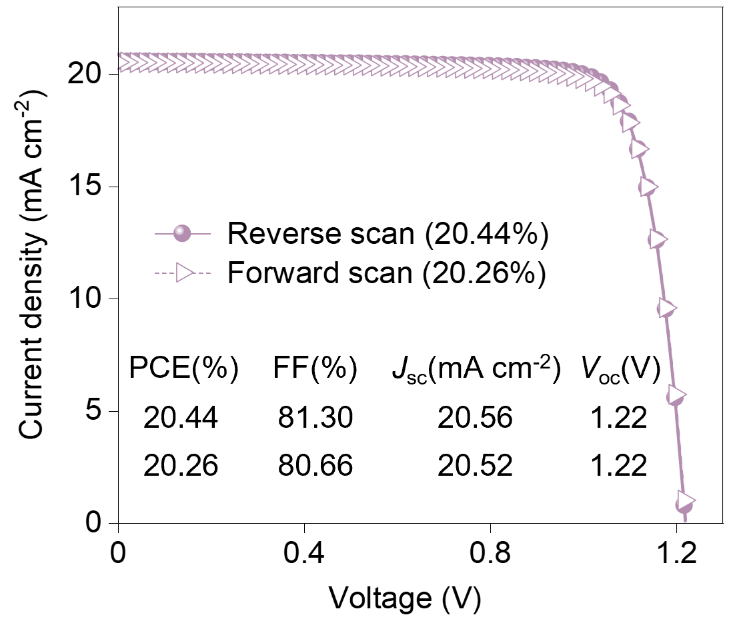 Current density (mA cm⁻²)
20
15
10
5
0
Reverse scan (20.44%)
Forward scan (20.26%)
PCE(%) FF(%) Jsc(mA cm⁻²) Voc(V)
20.44 81.30 20.56 1.22
20.26 80.66 20.52 1.22
0 0.4 0.8 1.2
Voltage (V)